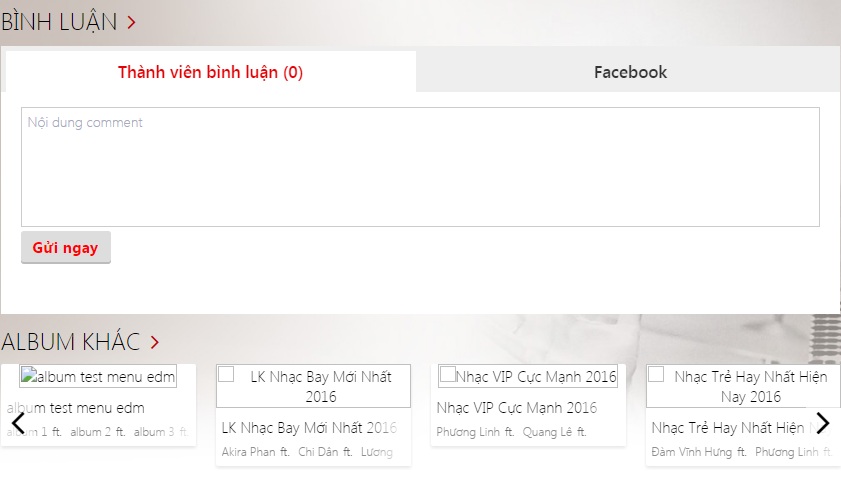 BÌNH LUẬN
Thành viên bình luận (0)
Facebook
Nội dung comment
Gửi ngay
ALBUM KHÁC
album test menu edm
LK Nhạc Bay Mới Nhất
2016
Nhạc VIP Cực Mạnh 2016
Nhạc Trẻ Hay Nhất Hiện
Nay 2016
album test menu edm
album 1 ft. album 2 ft. album 3 ft.
LK Nhạc Bay Mới Nhất 2016
Akira Phan ft. Chi Dân ft. Lương
Nhạc VIP Cực Mạnh 2016
Phương Linh ft. Quang Lê ft.
Nhạc Trẻ Hay Nhất Hiện
Đàm Vĩnh Hưng ft. Phương Linh ft.